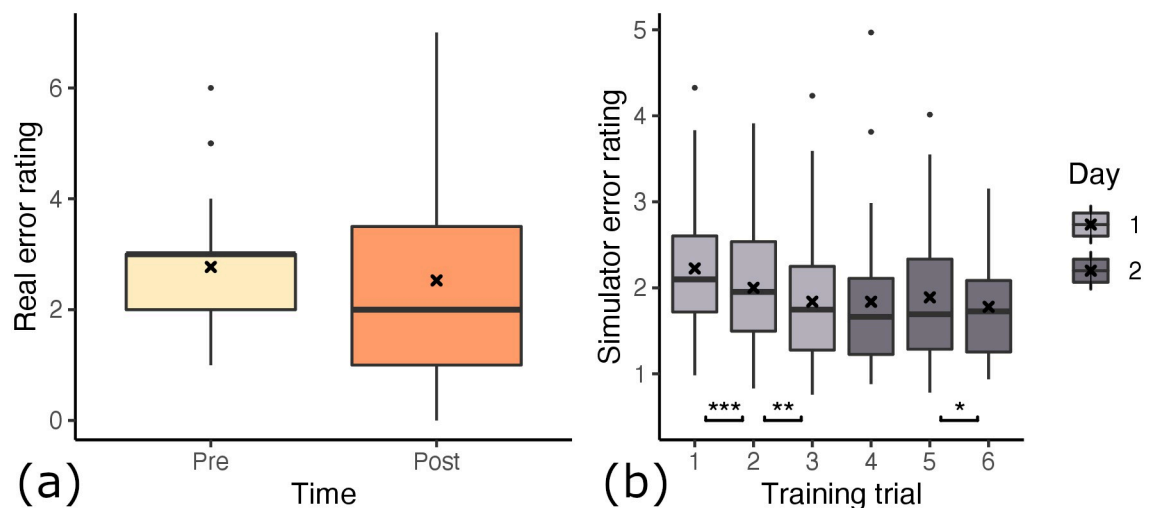 Real error rating
6
4
2
0
Pre Post
Time
(a)
Simulator error rating
5
4
3
2
1
*** ** *
1 2 3 4 5 6
Training trial
(b)
Day
1
2